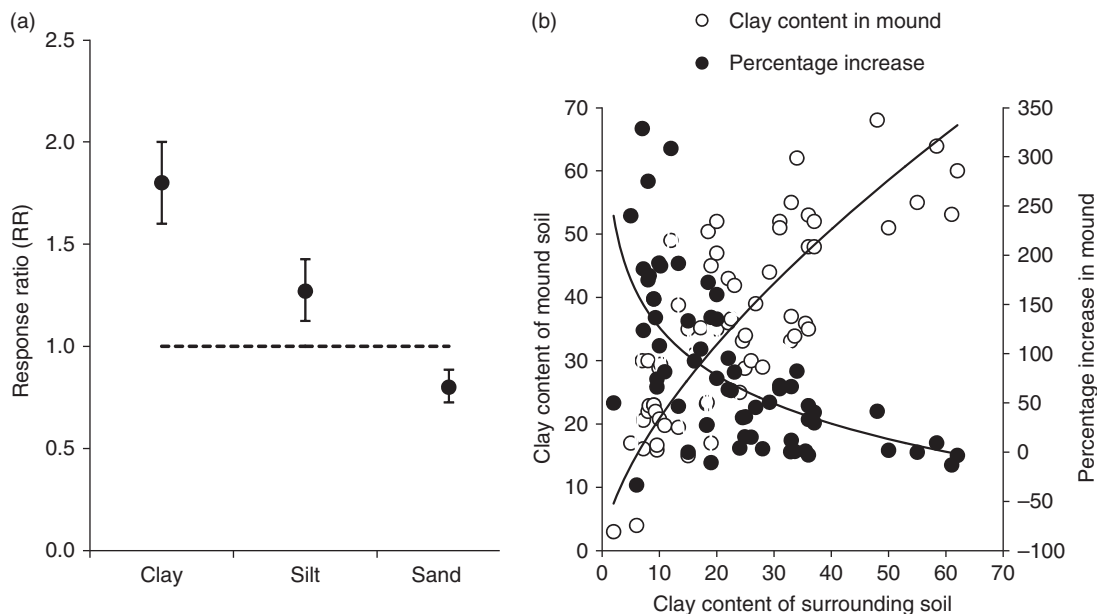 (a)
2.5
2.0
1.5
1.0
0.5
0.0
Response ratio (RR)
Clay Silt Sand
(b)
Clay content in mound
Percentage increase
70
60
50
40
30
20
10
0
Clay content of mound soil
350
300
250
200
150
100
50
0
−50
−100
Percentage increase in mound
0 10 20 30 40 50 60 70
Clay content of surrounding soil